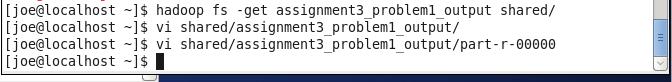 [joe@localhost ~]$ hadoop fs -get assignment3_problem1_output shared/
[joe@localhost ~]$ vi shared/assignment3_problem1_output/
[joe@localhost ~]$ vi shared/assignment3_problem1_output/part-r-00000
[joe@localhost ~]$